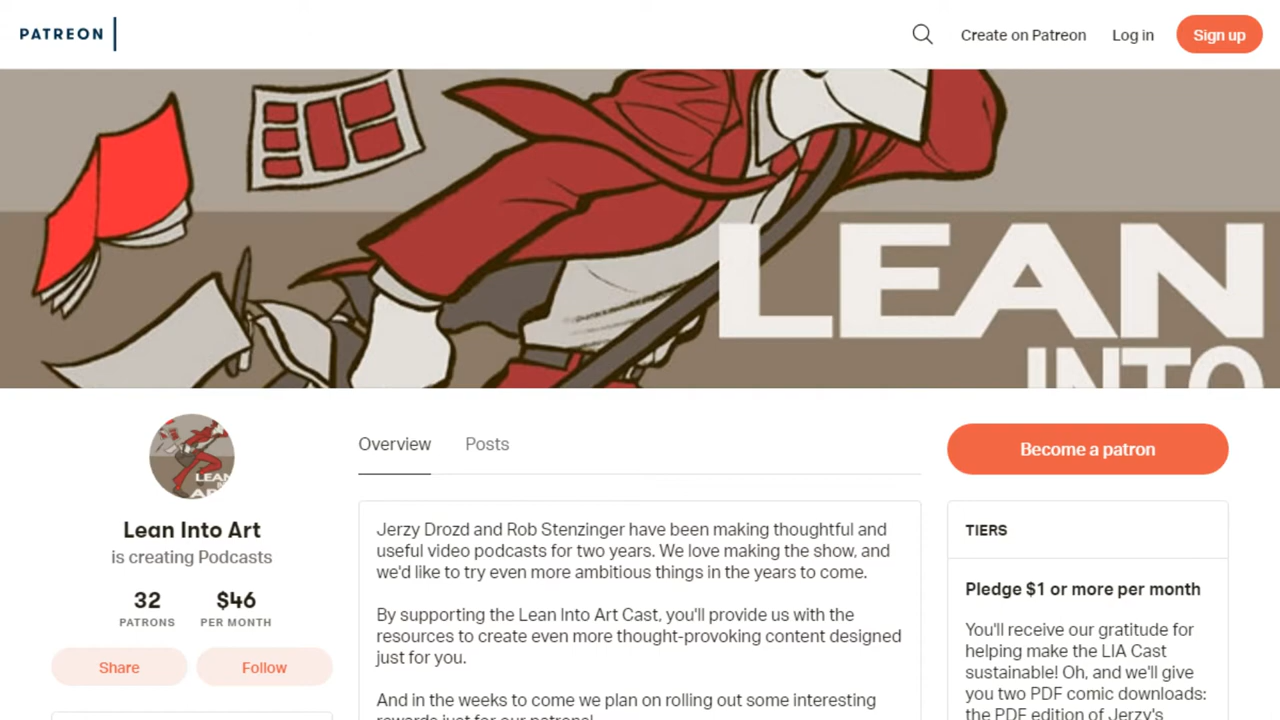 PATREON
Create on Patreon
Log in
Sign up
LEAN
INTO
LEAN
Lean Into Art
is creating Podcasts
32
PATRONS
$46
PER MONTH
Share
Follow
Overview
Posts
Jerzy Drozd and Rob Stenzinger have been making thoughtful and
useful video podcasts for two years. We love making the show, and
we'd like to try even more ambitious things in the years to come.
By supporting the Lean Into Art Cast, you'll provide us with the
resources to create even more thought-provoking content designed
just for you.
And in the weeks to come we plan on rolling out some interesting
rewards just for our patrons!
Become a patron
TIERS
Pledge $1 or more per month
You'll receive our gratitude for
helping make the LIA Cast
sustainable! Oh, and we'll give
you two PDF comic downloads:
the PDF edition of Jerzy's